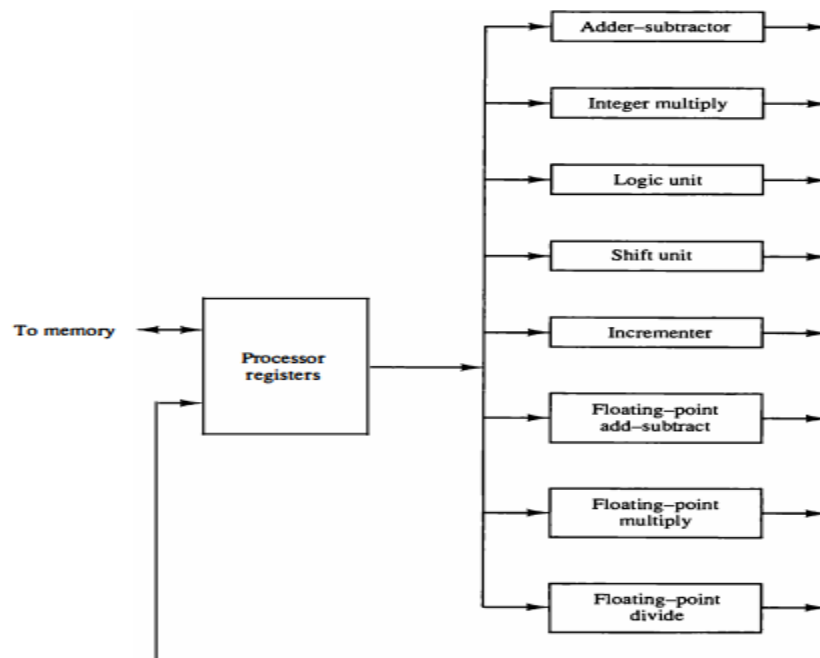 Adder–subtractor
Integer multiply
Logic unit
Shift unit
To memory
Processor
registers
Incrementer
Floating–point
add–subtract
Floating–point
multiply
Floating–point
divide